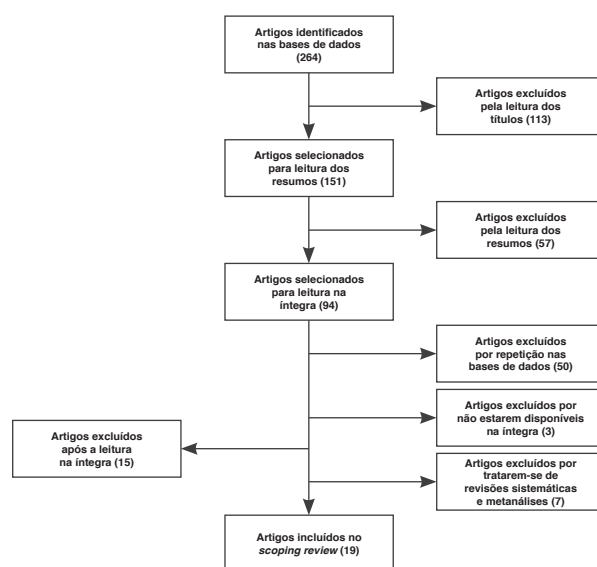 Artigos identificados
nas bases de dados
(264)
Artigos excluídos
pela leitura dos
títulos (113)
Artigos selecionados
para leitura dos
resumos (151)
Artigos excluídos
pela leitura dos
resumos (57)
Artigos selecionados
para leitura na
íntegra (94)
Artigos excluídos
por repetição nas
bases de dados (50)
Artigos excluídos por
não estarem disponíveis
na íntegra (3)
Artigos excluídos
após a leitura
na íntegra (15)
Artigos excluídos por
tratarem-se de
revisões sistemáticas
e metanálises (7)
Artigos incluídos no
scoping review (19)